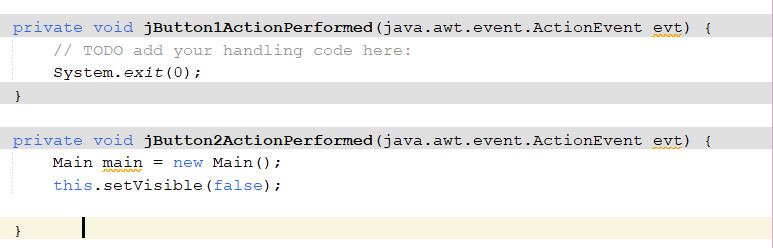 private void jButton1ActionPerformed(java.awt.event.ActionEvent evt) {
// TODO add your handling code here:
System.exit(0);
}
private void jButton2ActionPerformed(java.awt.event.ActionEvent evt) {
Main main = new Main();
this.setVisible(false);
}